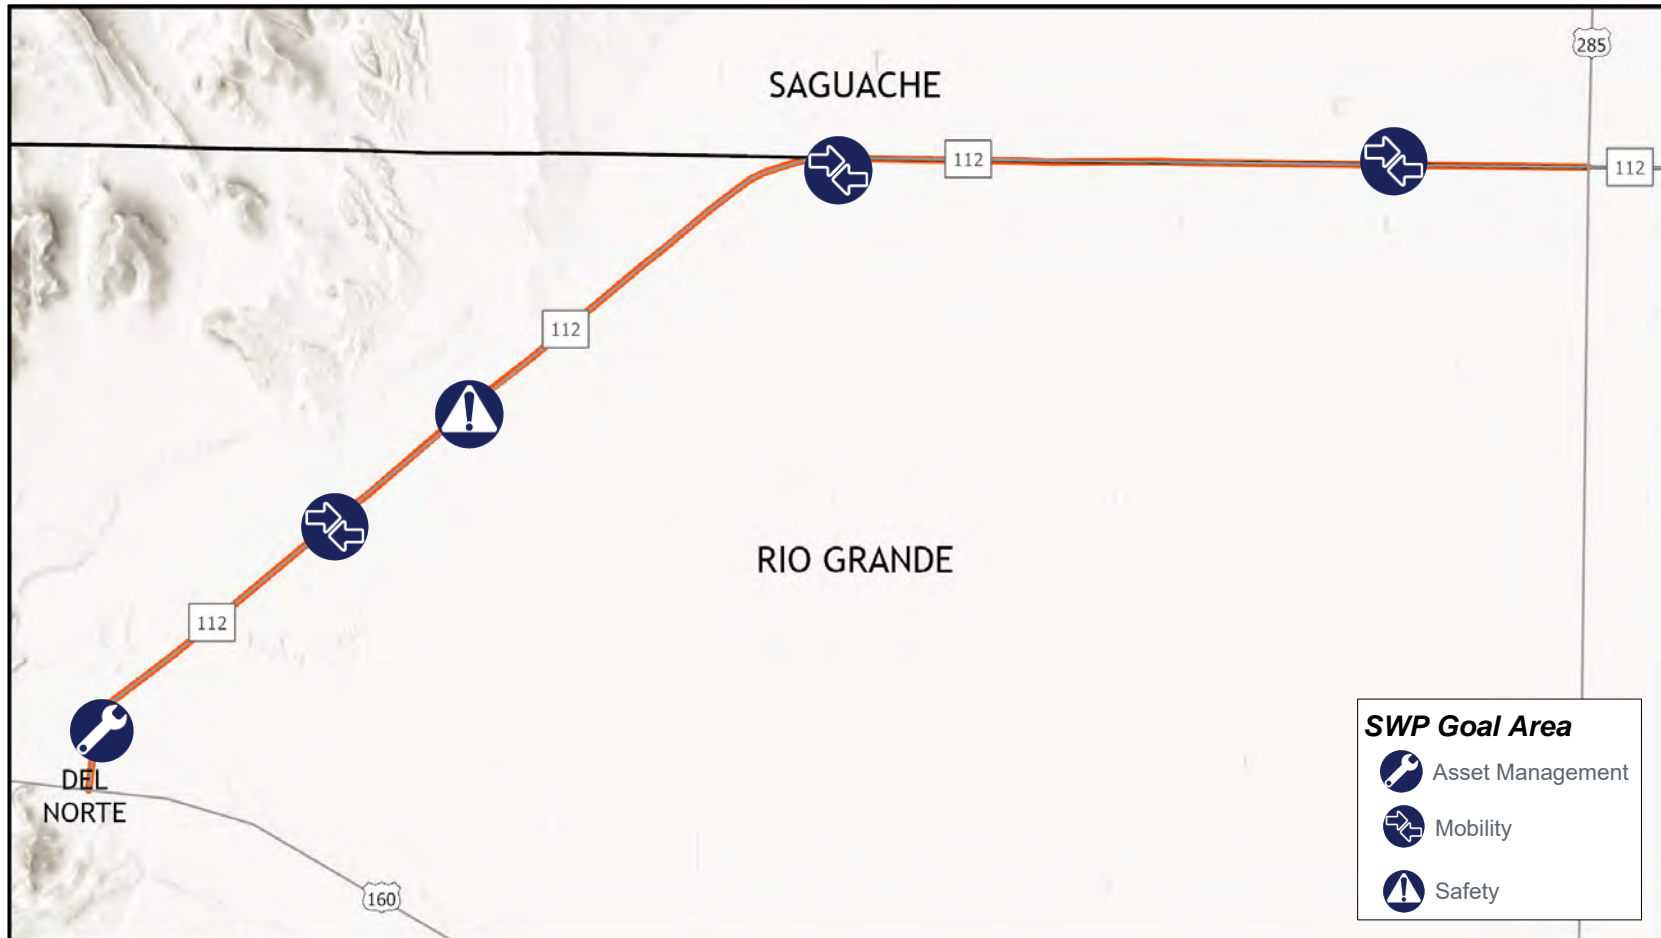 285
SAGUACHE
112
112
112
RIO GRANDE
112
DEL
NORTE
160
SWP Goal Area
Asset Management
Mobility
Safety